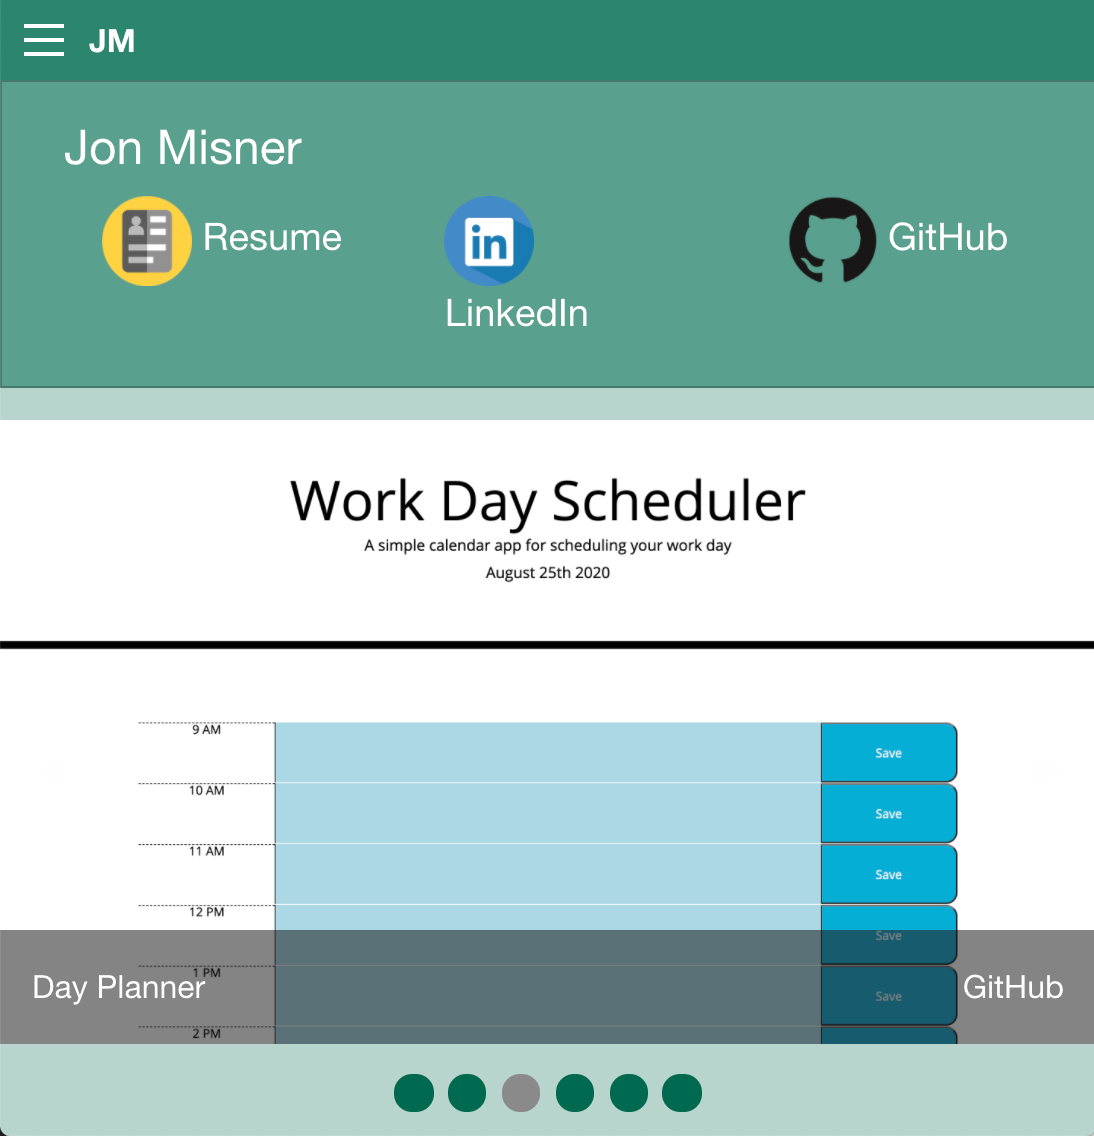 JM
Jon Misner
Resume
in
LinkedIn
GitHub
Work Day Scheduler
A simple calendar app for scheduling your work day
August 25th 2020
9 AM
Save
10 AM
Save
11 AM
Save
12 PM
Save
1 PM
Save
Day Planner
GitHub
2 PM